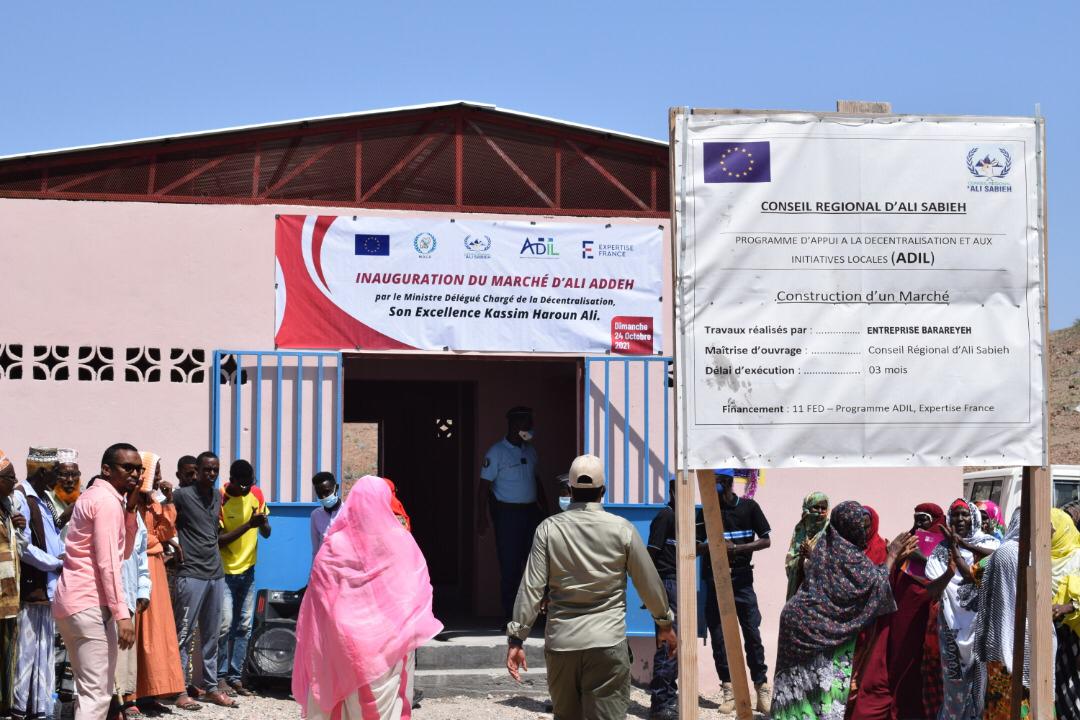 ADIL
EXPERTISE
FRANCE
INAUGURATION DU MARCHÉ D'ALI ADDEH
par le Ministre Délégué Chargé de la Décentralisation,
Son Excellence Kassim Haroun Ali.
Dimanche
24 Octobre
2021
'ALI SABIEH
CONSEIL REGIONAL D'ALI SABIEH
PROGRAMME D'APPUI A LA DECENTRALISATION ET AUX
INITIATIVES LOCALES (ADIL)
Construction d'un Marché
Travaux réalisés par : ............... ENTREPRISE BARAREYEH
Maîtrise d'ouvrage : ................. Conseil Régional d'Ali Sabieh
Délai d'exécution : ................... 03 mois
Financement : 11 FED – Programme ADIL, Expertise France